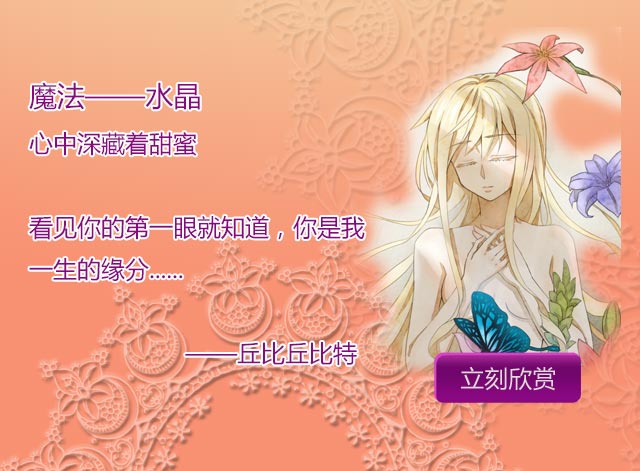 魔法——水晶
心中深藏着甜蜜
看见你的第一眼就知道，你是我
一生的缘分......
——丘比丘比特
立刻欣赏